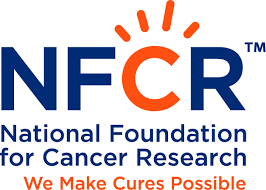 NFCR™
National Foundation
for Cancer Research
We Make Cures Possible